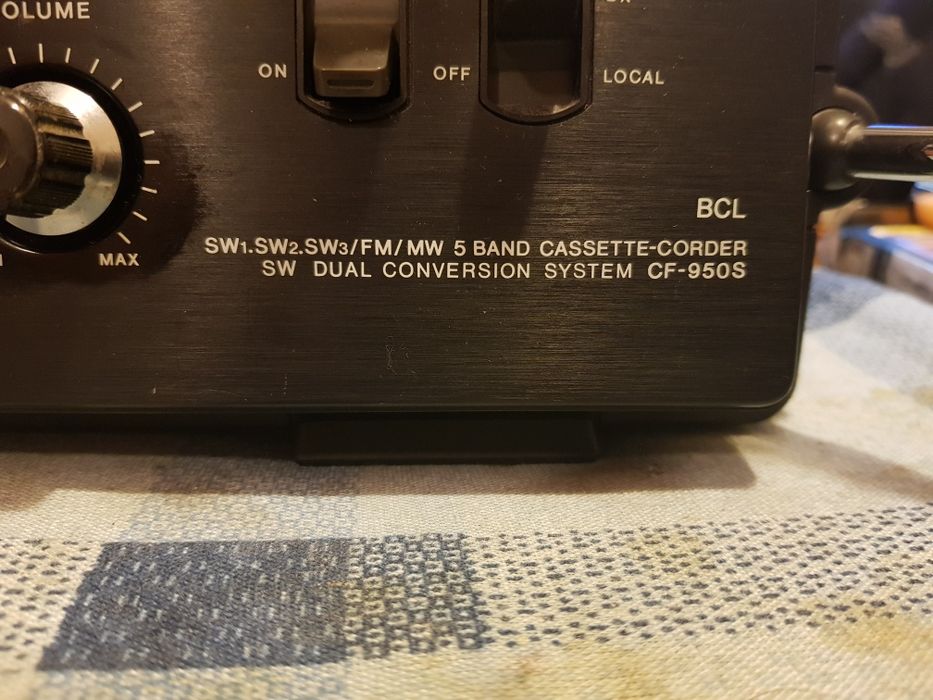 VOLUME
ON
OFF
LOCAL
BCL
MAX
SW1.SW2.SW3/FM/MW 5 BAND CASSETTE-CORDER
SW DUAL CONVERSION SYSTEM CF-950S